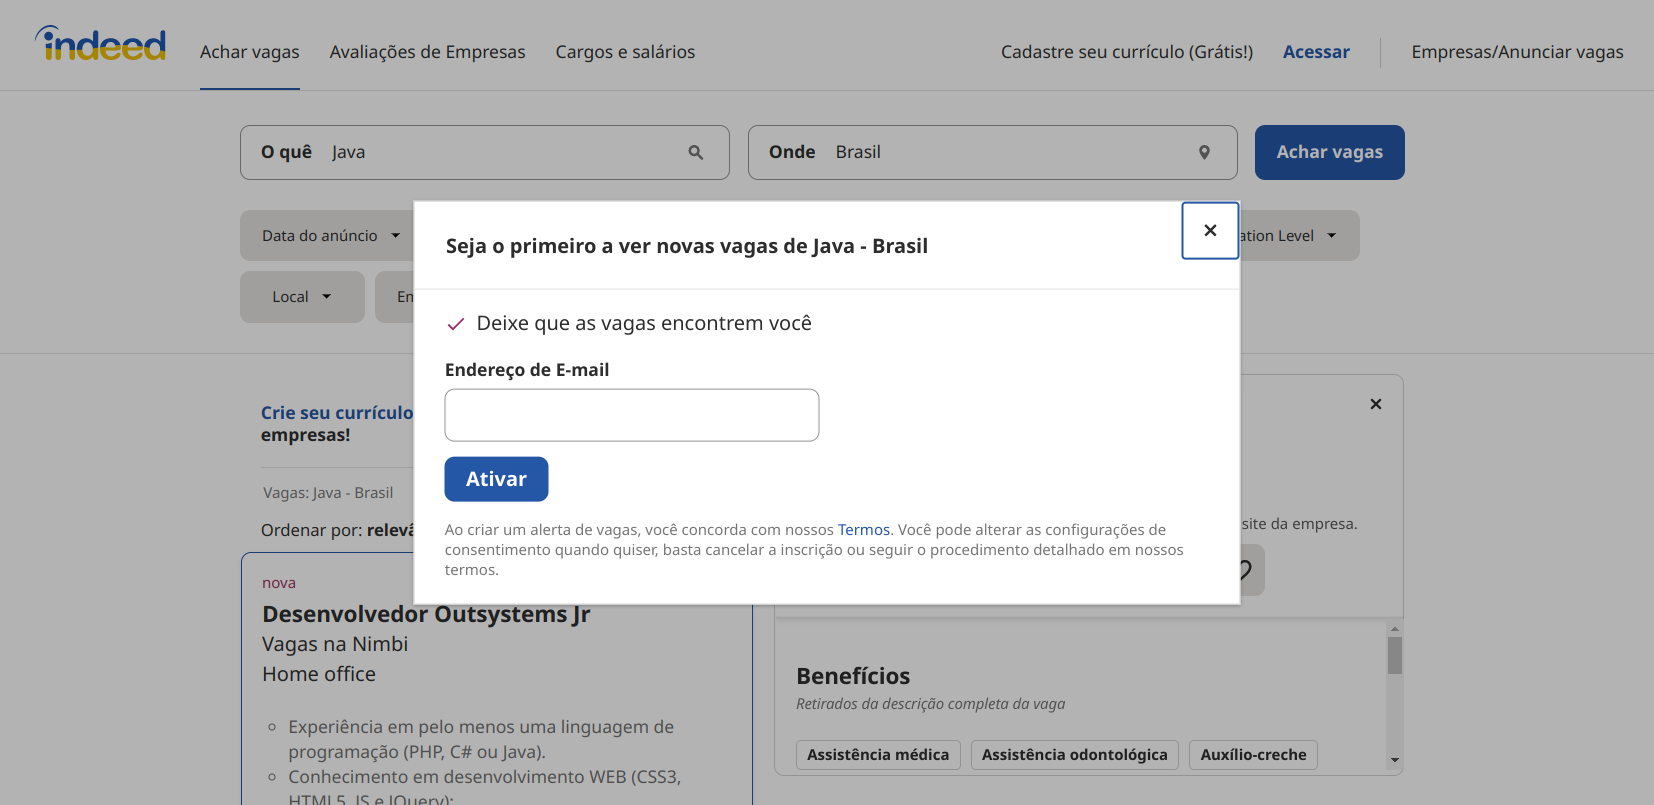 indeed
Achar vagas
Avaliações de Empresas
Cargos e salários
Cadastre seu currículo (Grátis!)
Acessar
Empresas/Anunciar vagas
O quê Java
Onde Brasil
Achar vagas
Data do anúncio
ation Level
Local
En
Seja o primeiro a ver novas vagas de Java - Brasil
Deixe que as vagas encontrem você
Endereço de E-mail
Ativar
Ao criar um alerta de vagas, você concorda com nossos Termos. Você pode alterar as configurações de
consentimento quando quiser, basta cancelar a inscrição ou seguir o procedimento detalhado em nossos
termos.
Crie seu currículo
empresas!
Vagas: Java - Brasil
Ordenar por: relevâ
nova
Desenvolvedor Outsystems Jr
Vagas na Nimbi
Home office
Experiência em pelo menos uma linguagem de
programação (PHP, C# ou Java).
Conhecimento em desenvolvimento WEB (CSS3,
HTML5, JS e JQuery);
site da empresa.
Benefícios
Retirados da descrição completa da vaga
Assistência médica
Assistência odontológica
Auxílio-creche